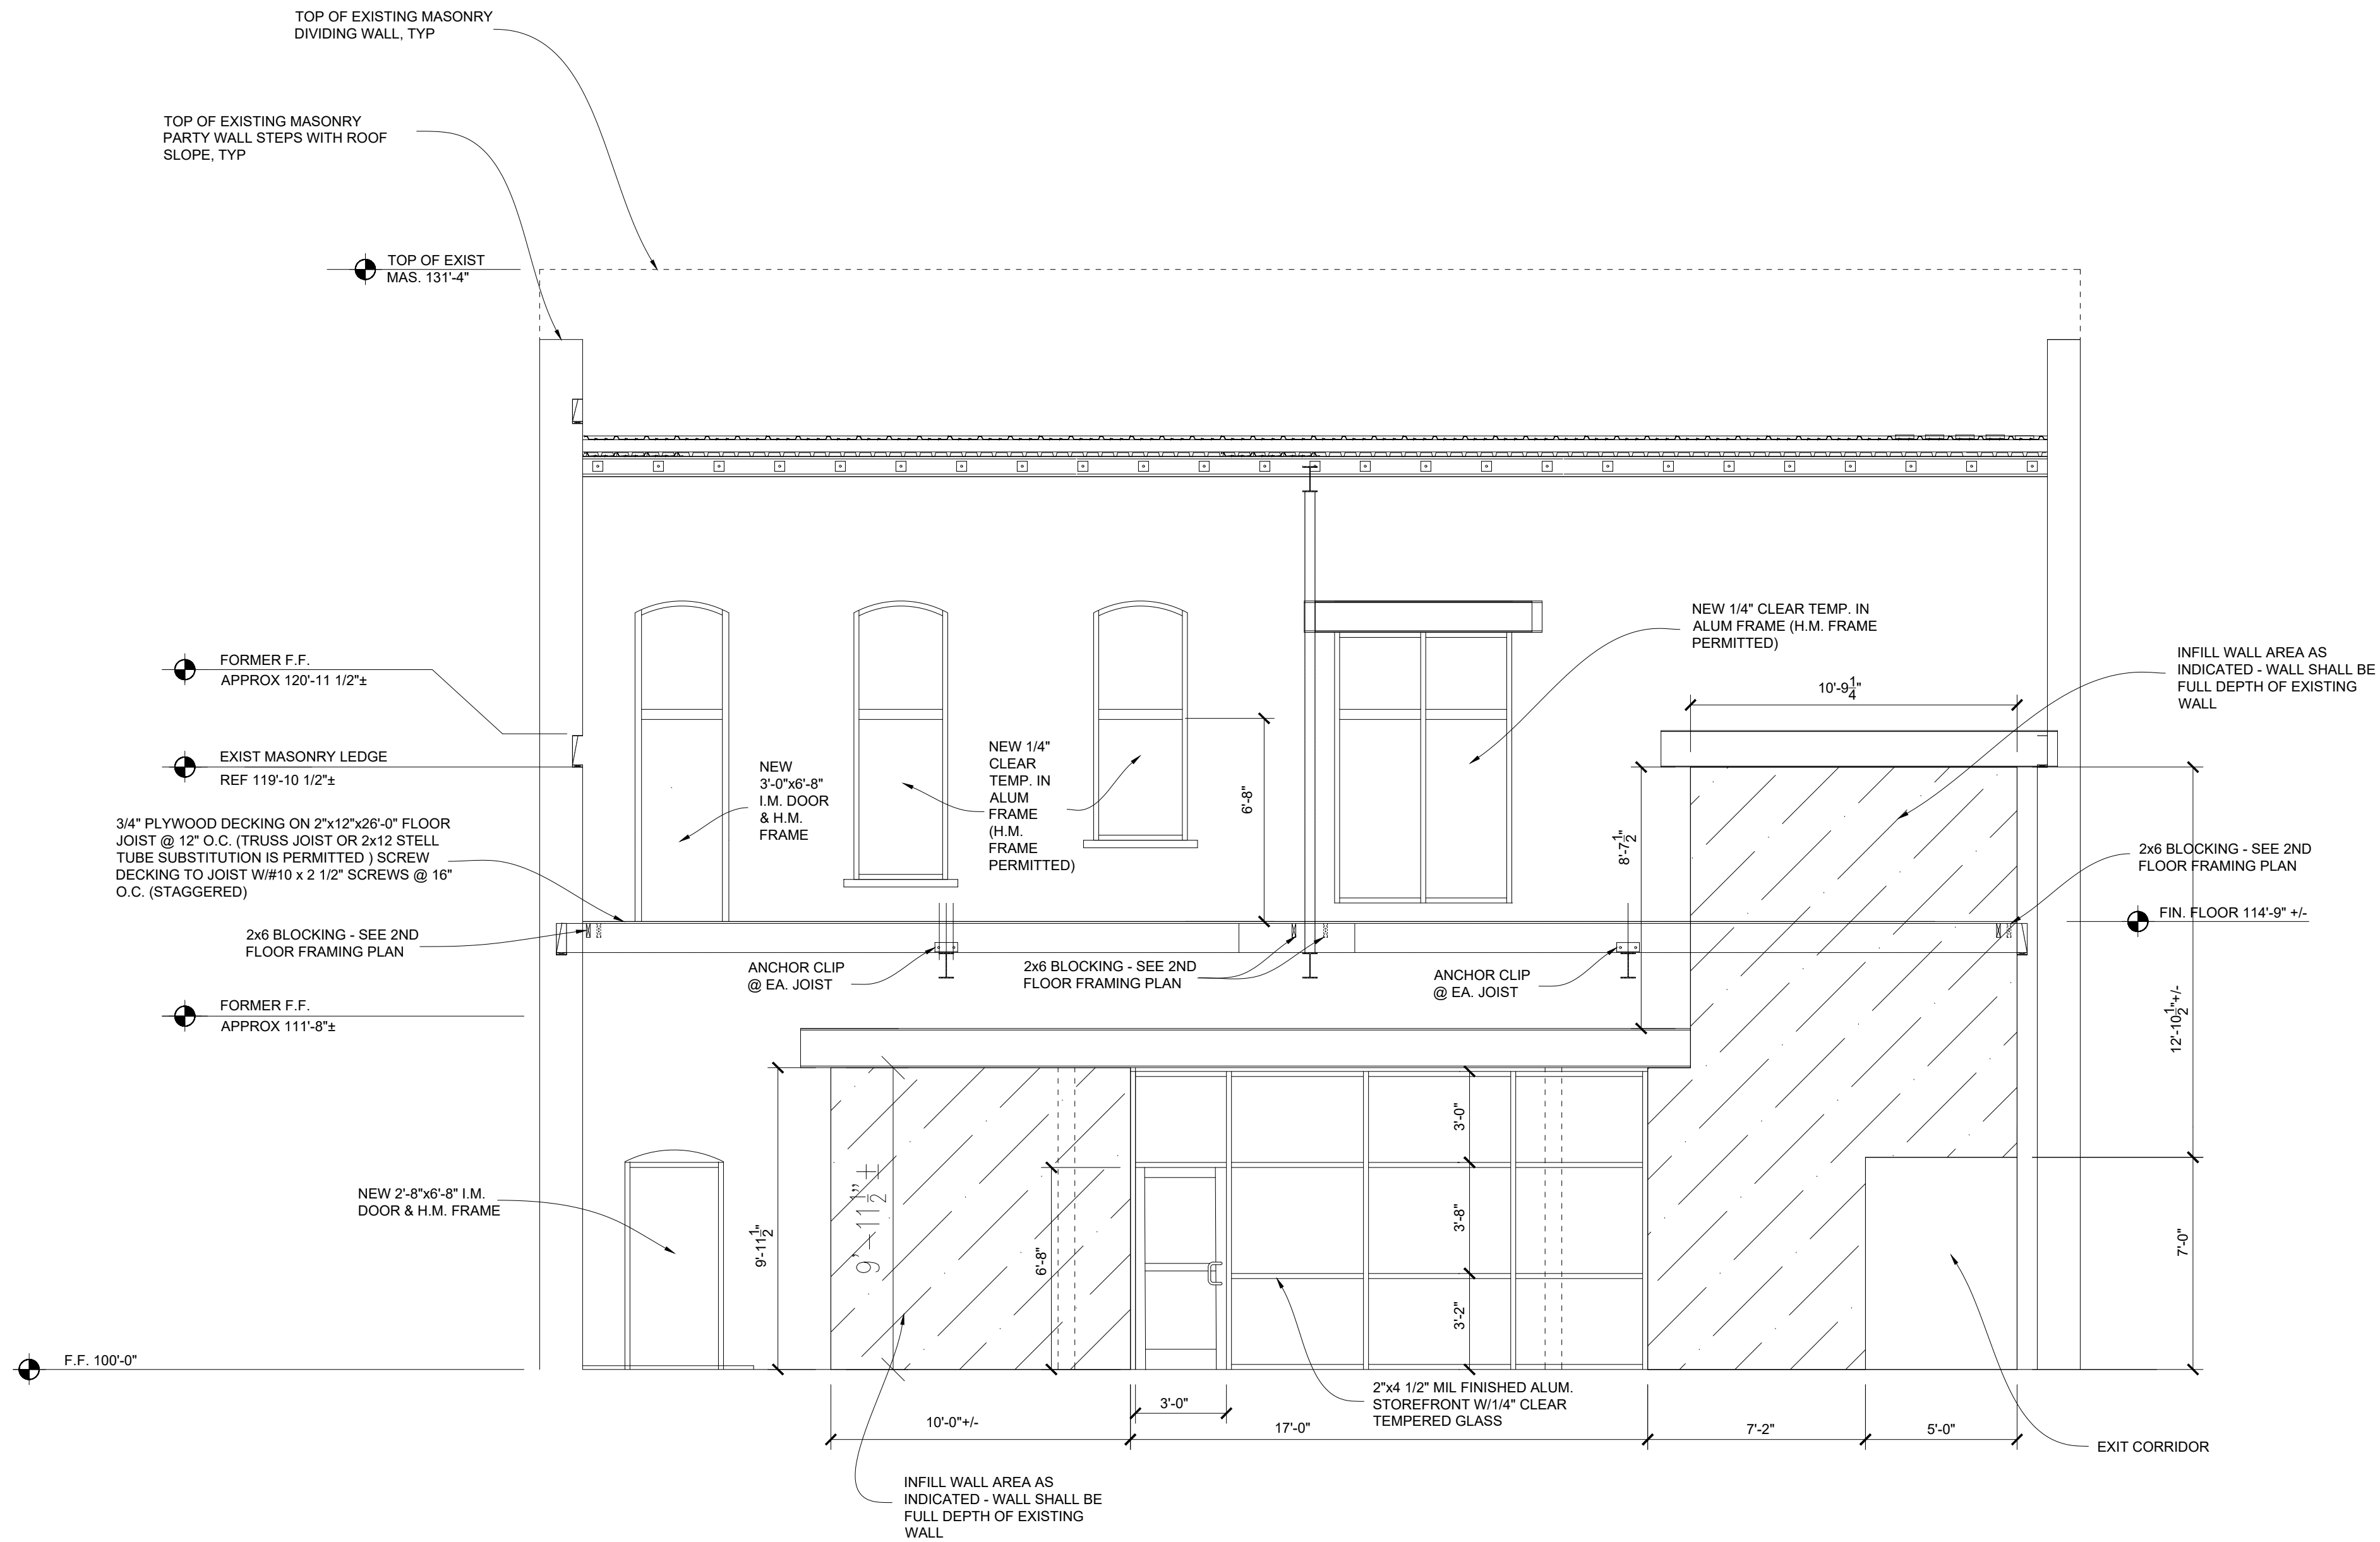 TOP OF EXISTING MASONRY
DIVIDING WALL, TYP
TOP OF EXISTING MASONRY
PARTY WALL STEPS WITH ROOF
SLOPE, TYP
TOP OF EXIST
MAS. 131'-4"
NEW 1/4" CLEAR TEMP. IN
ALUM FRAME (H.M. FRAME
PERMITTED)
INFILL WALL AREA AS
INDICATED - WALL SHALL BE
FULL DEPTH OF EXISTING
WALL
FORMER F.F.
APPROX 120'-11 1/2"±
10'-9 1/4"
EXIST MASONRY LEDGE
REF 119'-10 1/2"±
NEW
3'-0"x6'-8"
I.M. DOOR
& H.M.
FRAME
NEW 1/4"
CLEAR
TEMP. IN
ALUM
FRAME
(H.M.
FRAME
PERMITTED)
6'-8"
8'-7 1/2"
3/4" PLYWOOD DECKING ON 2"x12"x26'-0" FLOOR
JOIST @ 12" O.C. (TRUSS JOIST OR 2x12 STELL
TUBE SUBSTITUTION IS PERMITTED ) SCREW
DECKING TO JOIST W/#10 x 2 1/2" SCREWS @ 16"
O.C. (STAGGERED)
2x6 BLOCKING - SEE 2ND
FLOOR FRAMING PLAN
FIN. FLOOR 114'-9" +/-
2x6 BLOCKING - SEE 2ND
FLOOR FRAMING PLAN
ANCHOR CLIP
@ EA. JOIST
2x6 BLOCKING - SEE 2ND
FLOOR FRAMING PLAN
ANCHOR CLIP
@ EA. JOIST
FORMER F.F.
APPROX 111'-8"±
12'-10 1/2"+/-
NEW 2'-8"x6'-8" I.M.
DOOR & H.M. FRAME
9'-11 1/2"
9'-11 1/2"±
6'-8"
3'-0"
3'-8"
3'-2"
7'-0"
F.F. 100'-0"
2"x4 1/2" MIL FINISHED ALUM.
STOREFRONT W/1/4" CLEAR
TEMPERED GLASS
3'-0"
10'-0"+/-
17'-0"
7'-2"
5'-0"
EXIT CORRIDOR
INFILL WALL AREA AS
INDICATED - WALL SHALL BE
FULL DEPTH OF EXISTING
WALL